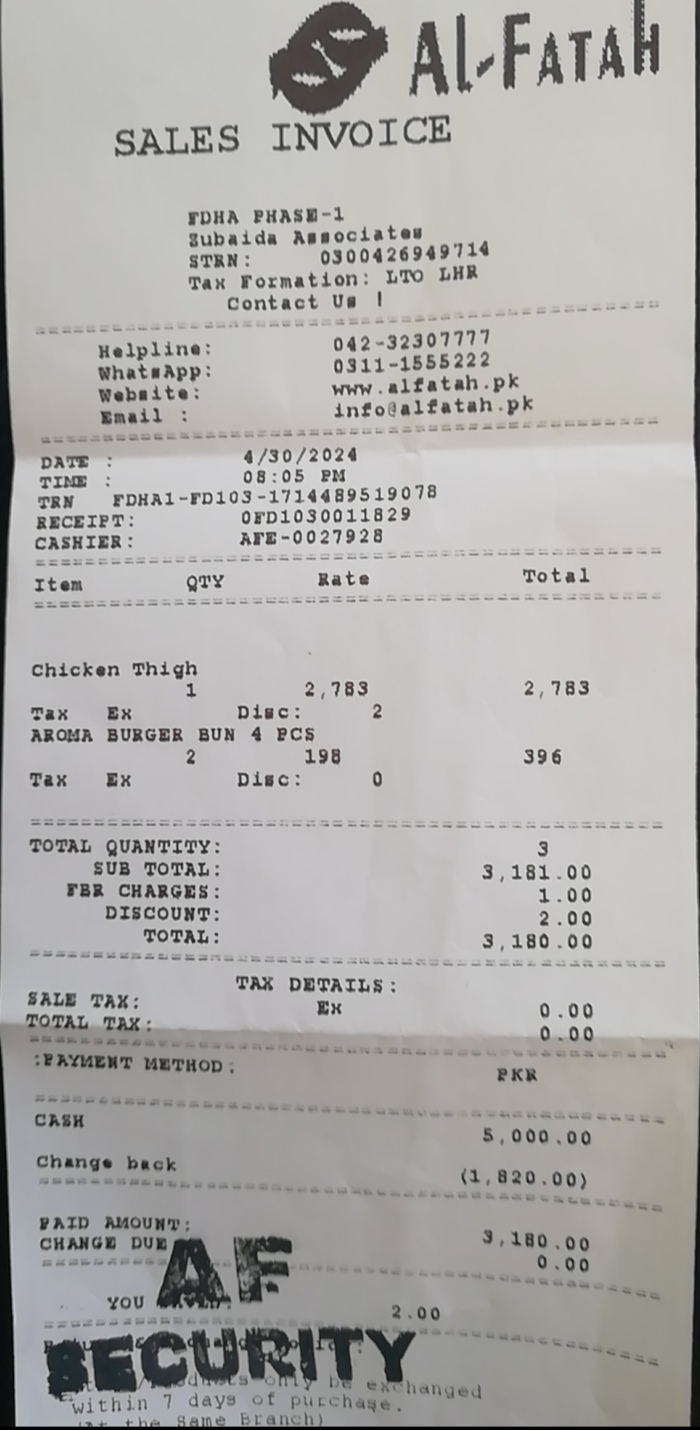 AL-FATAH
SALES INVOICE
FDHA PHASE-1
Zubaida Associates
STRN: 0300426949714
Tax Formation: LTO LHR
Contact Us !
Helpline: 042-32307777
WhatsApp: 0311-1555222
Website: www.alfatah.pk
Email : info@alfatah.pk
DATE : 4/30/2024
TIME : 08:05 PM
TRN FDHA1-FD103-1714489519078
RECEIPT: 0FD1030011829
CASHIER: AFE-0027928
Item QTY Rate Total
Chicken Thigh
1 2,783 2,783
Tax Ex Disc: 2
AROMA BURGER BUN 4 PCS
2 198 396
Tax Ex Disc: 0
TOTAL QUANTITY: 3
SUB TOTAL: 3,181.00
FBR CHARGES: 1.00
DISCOUNT: 2.00
TOTAL: 3,180.00
TAX DETAILS:
SALE TAX: Ex 0.00
TOTAL TAX: 0.00
:PAYMENT METHOD: PKR
CASH 5,000.00
Change back (1,820.00)
PAID AMOUNT: 3,180.00
CHANGE DUE 0.00
AF
YOU 2.00
SECURITY
only be exchanged
within 7 days of purchase.
(At the Same Branch)